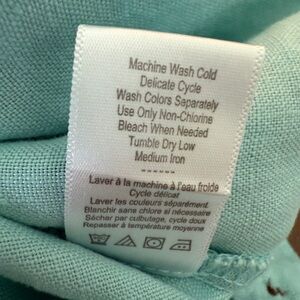 Machine Wash Cold
Delicate Cycle
Wash Colors Separately
Use Only Non-Chlorine
Bleach When Needed
Tumble Dry Low
Medium Iron
------
Laver à la machine à l'eau froide
Cycle délicat
Laver les couleurs séparément
Blanchir sans chlore si nécessaire
Sécher par culbutage, cycle doux
Repasser à température moyenne